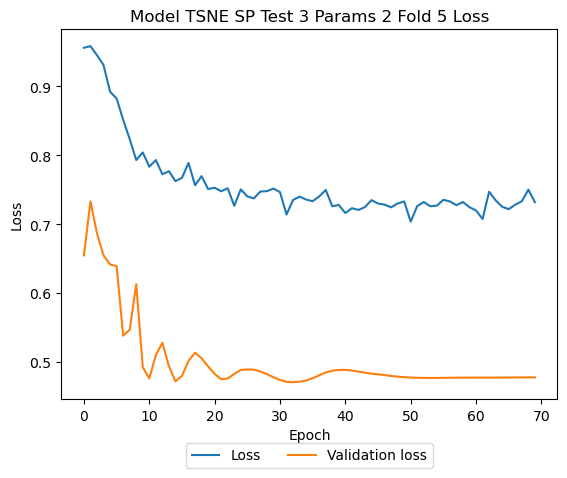 Model TSNE SP Test 3 Params 2 Fold 5 Loss
Loss
0.9
0.8
0.7
0.6
0.5
0 10 20 30 40 50 60 70
Epoch
Loss Validation loss